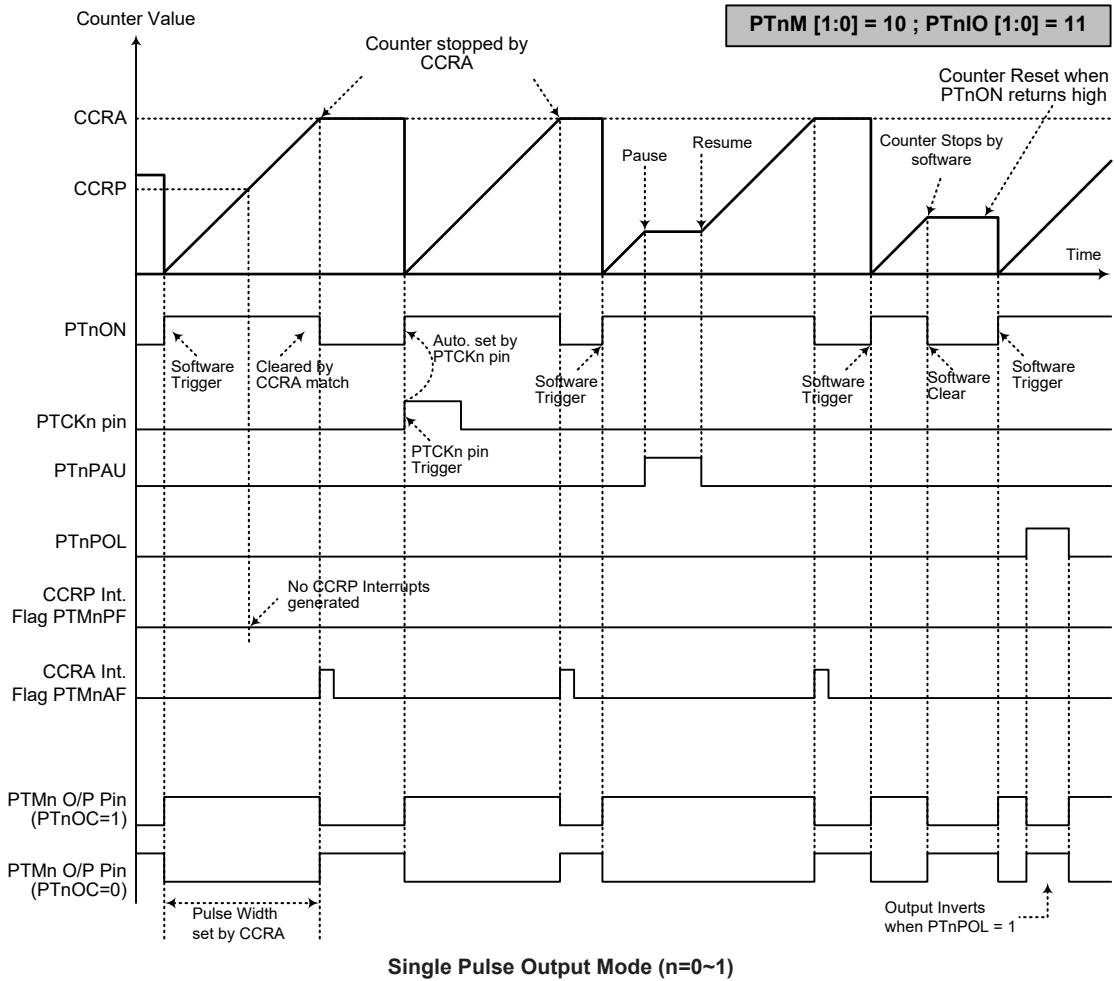 Counter Value
PTnM [1:0] = 10 ; PTnIO [1:0] = 11
Counter stopped by
CCRA
Counter Reset when
PTnON returns high
CCRA
Pause
Resume
Counter Stops by
software
CCRP
Time
PTnON
Software
Trigger
Cleared by
CCRA match
Auto. set by
PTCKn pin
Software
Trigger
Software
Trigger
Software
Clear
Software
Trigger
PTCKn pin
PTCKn pin
Trigger
PTnPAU
PTnPOL
CCRP Int.
Flag PTMnPF
No CCRP Interrupts
generated
CCRA Int.
Flag PTMnAF
PTMn O/P Pin
(PTnOC=1)
PTMn O/P Pin
(PTnOC=0)
Pulse Width
set by CCRA
Output Inverts
when PTnPOL = 1
Single Pulse Output Mode (n=0~1)